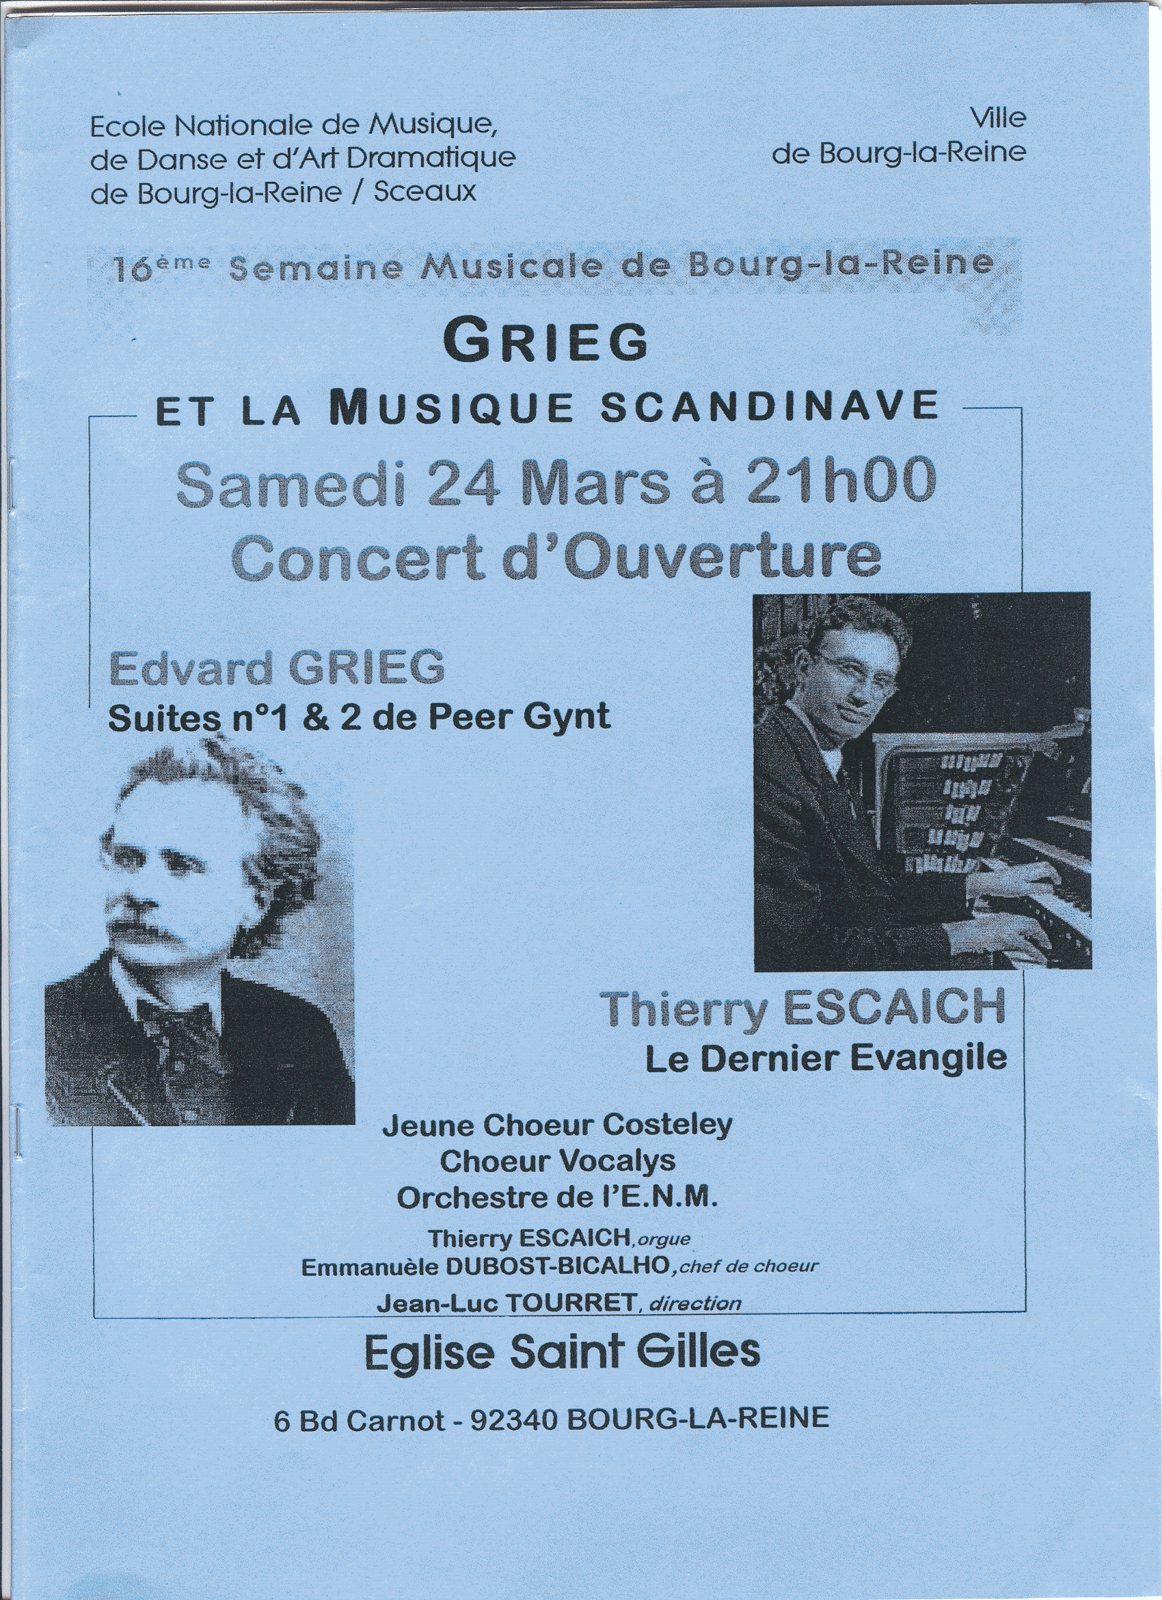 Ecole Nationale de Musique,
de Danse et d'Art Dramatique
de Bourg-la-Reine / Sceaux
Ville
de Bourg-la-Reine
16ème Semaine Musicale de Bourg-la-Reine
GRIEG
ET LA MUSIQUE SCANDINAVE
Samedi 24 Mars à 21h00
Concert d'Ouverture
Edvard GRIEG
Suites n°1 & 2 de Peer Gynt
Thierry ESCAICH
Le Dernier Evangile
Jeune Choeur Costeley
Choeur Vocalys
Orchestre de l'E.N.M.
Thierry ESCAICH, orgue
Emmanuèle DUBOST-BICALHO, chef de choeur
Jean-Luc TOURRET, direction
Eglise Saint Gilles
6 Bd Carnot - 92340 BOURG-LA-REINE